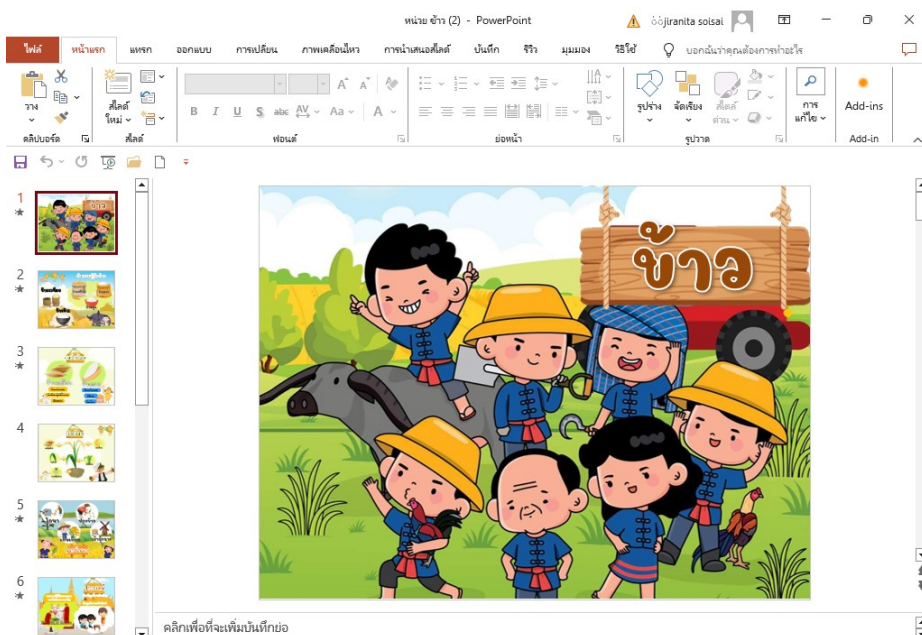 หน่วย ข้าว (2) - PowerPoint
jiranita soisai
ไฟล์ หน้าแรก แทรก ออกแบบ การเปลี่ยน ภาพเคลื่อนไหว การนำเสนอสไลด์ บันทึก รีวิว มุมมอง วิธีใช้ บอกฉันว่าคุณต้องการทำอะไร
วาง
สไลด์ใหม่
B I U S abc AV Aa A
รูปร่าง จัดเรียง สไตล์ด่วน
การแก้ไข
Add-ins
คลิปบอร์ด สไลด์ ฟอนต์ ย่อหน้า รูปวาด Add-in
1
2
3
4
5
6
ข้าว
คลิกเพื่อที่จะเพิ่มบันทึกย่อ